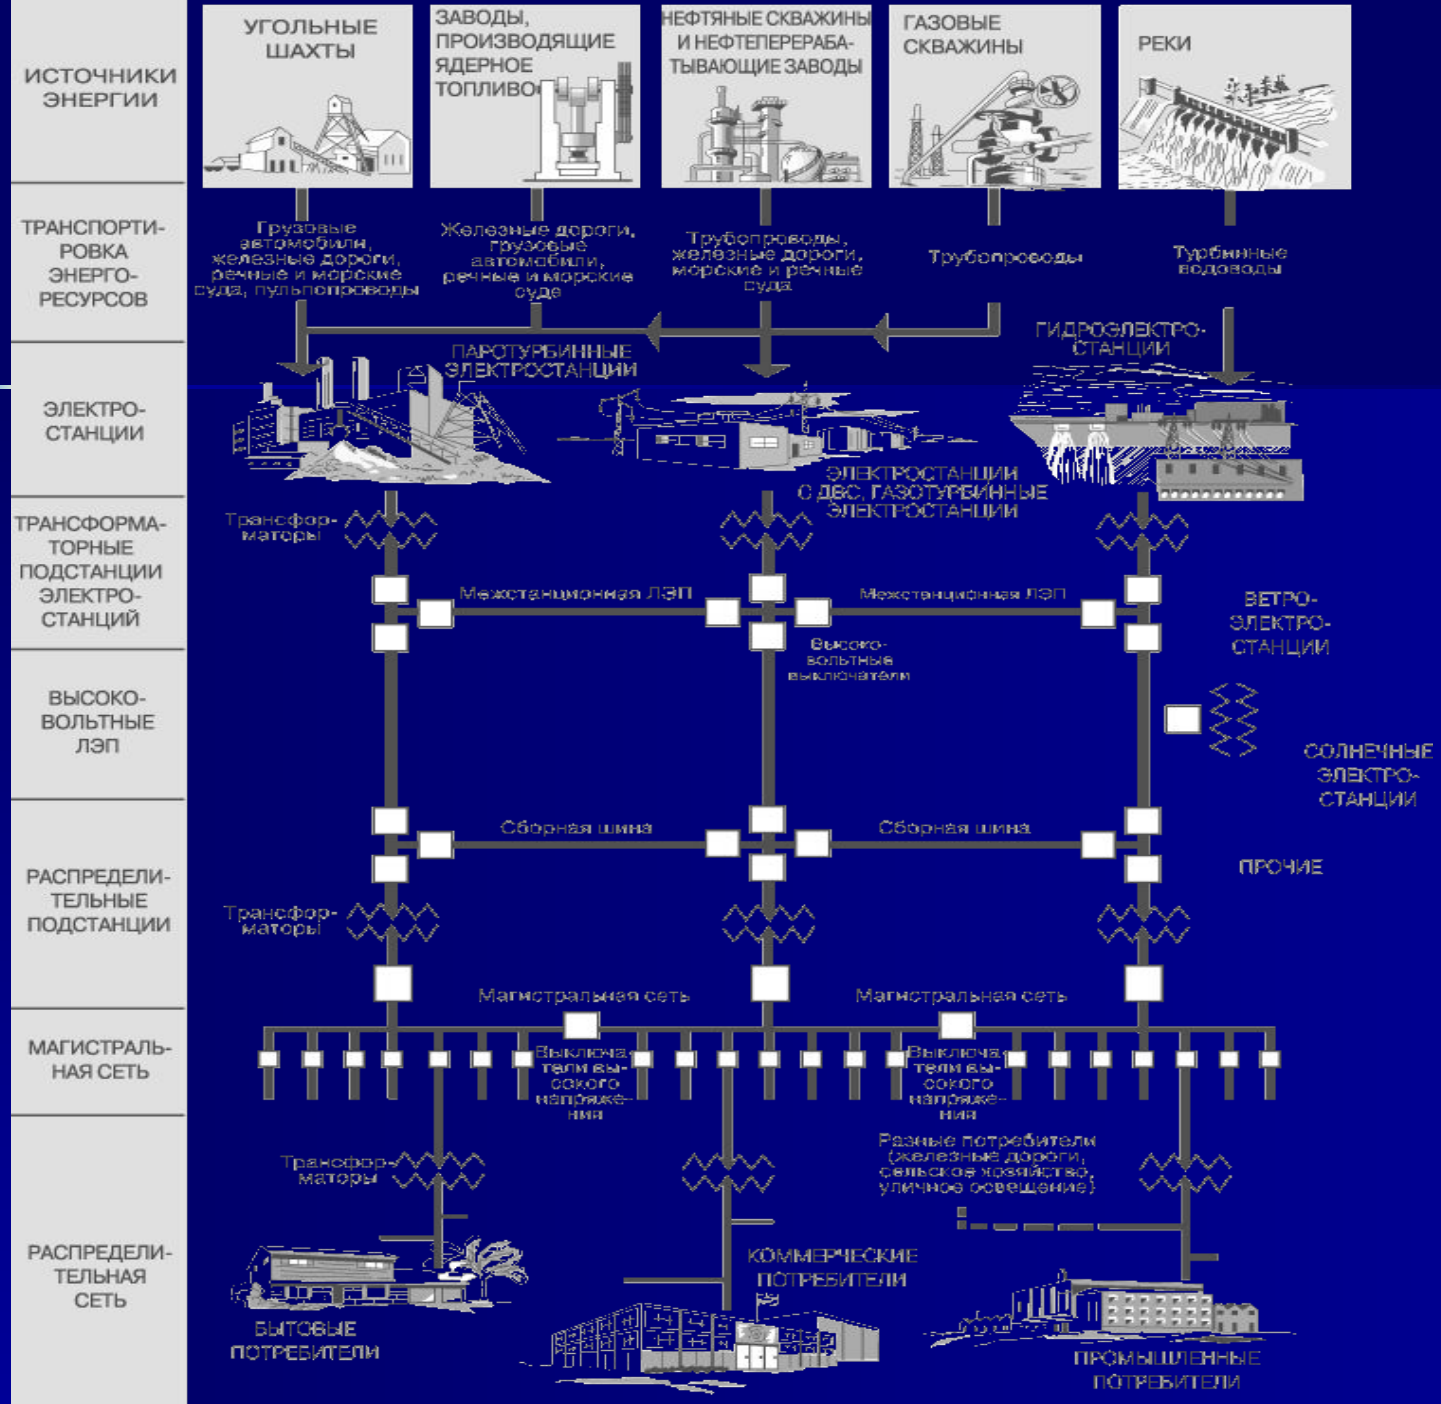 ИСТОЧНИКИ
ЭНЕРГИИ
УГОЛЬНЫЕ
ШАХТЫ
ЗАВОДЫ,
ПРОИЗВОДЯЩИЕ
ЯДЕРНОЕ
ТОПЛИВО
НЕФТЯНЫЕ СКВАЖИНЫ
И НЕФТЕПЕРЕРАБА-
ТЫВАЮЩИЕ ЗАВОДЫ
ГАЗОВЫЕ
СКВАЖИНЫ
РЕКИ
ТРАНСПОРТИ-
РОВКА
ЭНЕРГО-
РЕСУРСОВ
Грузовые
автомобили,
железные дороги,
речные и морские
суда, пульпопроводы
Железные дороги,
грузовые
автомобили,
речные и морские
суда
Трубопроводы,
железные дороги,
морские и речные
суда
Трубопроводы
Турбинные
водоводы
ЭЛЕКТРО-
СТАНЦИИ
ПАРОТУРБИННЫЕ
ЭЛЕКТРОСТАНЦИИ
ЭЛЕКТРОСТАНЦИИ
С ДВС, ГАЗОТУРБИННЫЕ
ЭЛЕКТРОСТАНЦИИ
ГИДРОЭЛЕКТРО-
СТАНЦИИ
ТРАНСФОРМА-
ТОРНЫЕ
ПОДСТАНЦИИ
ЭЛЕКТРО-
СТАНЦИЙ
Трансфор-
маторы
Межстанционная ЛЭП
Межстанционная ЛЭП
Высоко-
вольтные
выключатели
ВЕТРО-
ЭЛЕКТРО-
СТАНЦИИ
ВЫСОКО-
ВОЛЬТНЫЕ
ЛЭП
СОЛНЕЧНЫЕ
ЭЛЕКТРО-
СТАНЦИИ
РАСПРЕДЕЛИ-
ТЕЛЬНЫЕ
ПОДСТАНЦИИ
Сборная шина
Сборная шина
ПРОЧИЕ
Трансфор-
маторы
МАГИСТРАЛЬ-
НАЯ СЕТЬ
Магистральная сеть
Магистральная сеть
Выключа-
тели вы-
сокого
напряже-
ния
Выключа-
тели вы-
сокого
напряже-
ния
РАСПРЕДЕЛИ-
ТЕЛЬНАЯ
СЕТЬ
Трансфор-
маторы
Разные потребители
(железные дороги,
сельское хозяйство,
уличное освещение)
БЫТОВЫЕ
ПОТРЕБИТЕЛИ
КОММЕРЧЕСКИЕ
ПОТРЕБИТЕЛИ
ПРОМЫШЛЕННЫЕ
ПОТРЕБИТЕЛИ